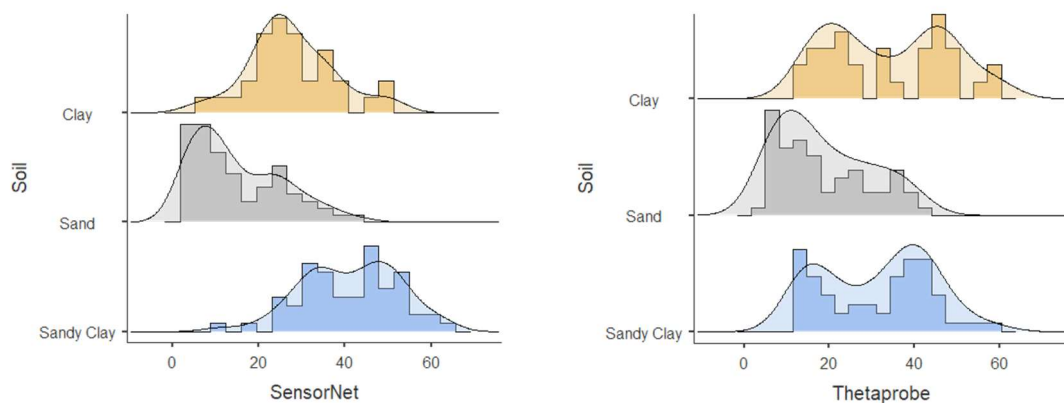 Clay
Soil
Sand
Sandy Clay
0 20 40 60
SensorNet
Clay
Soil
Sand
Sandy Clay
0 20 40 60
Thetaprobe